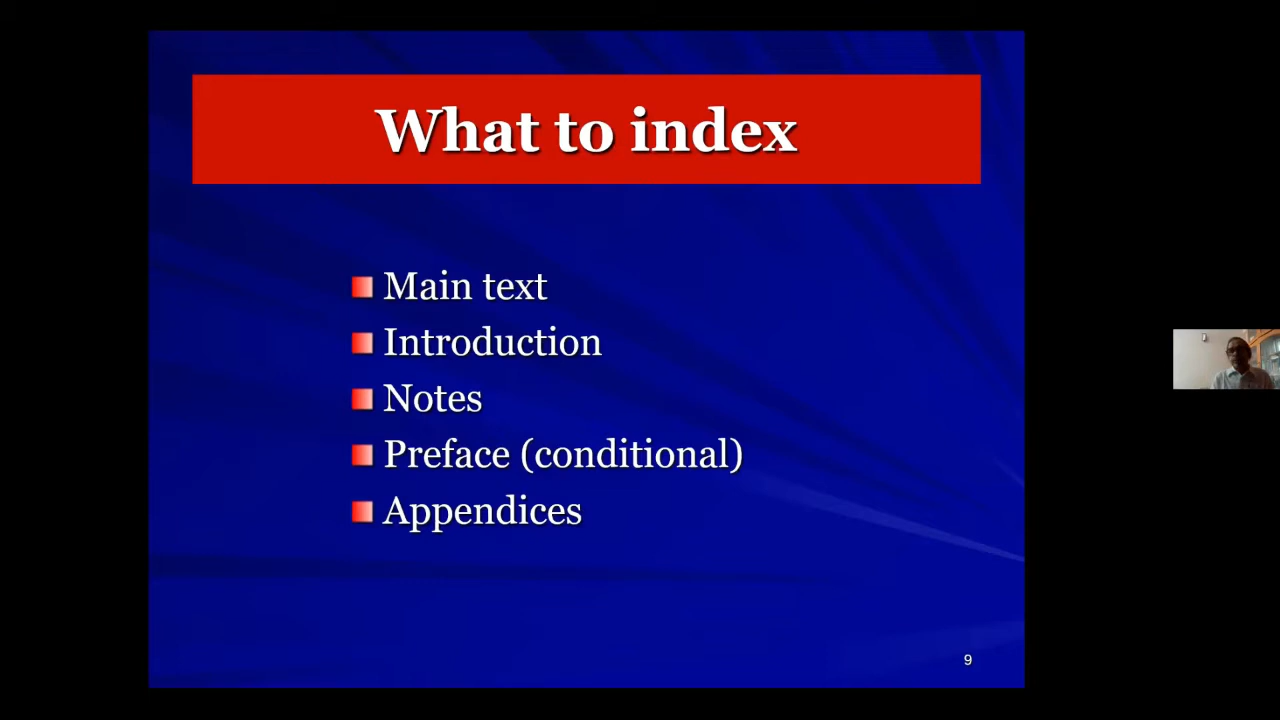 What to index
Main text
Introduction
Notes
Preface (conditional)
Appendices
9